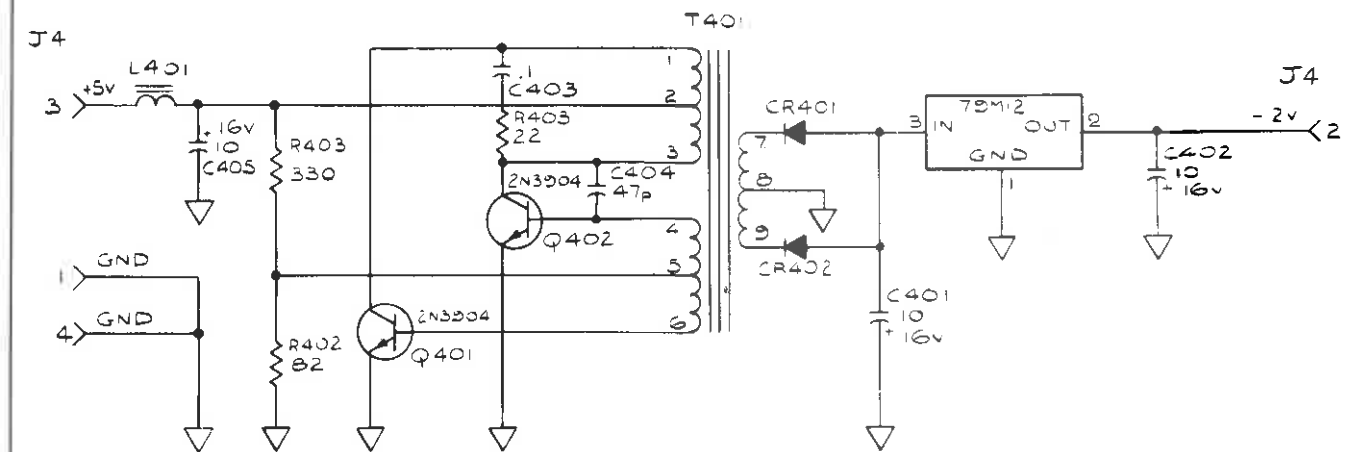 J4
3
+5v
L401
+ 16v
10
C405
R403
330
1
GND
4
GND
R402
82
.1
C403
R403
22
2N3904
C404
47p
Q402
2N3904
Q401
T401
1
2
3
4
5
6
7
8
9
CR401
CR402
3
79M12
IN
OUT
GND
1
2
C401
10
+ 16v
J4
- 2v
2
C402
10
+ 16v